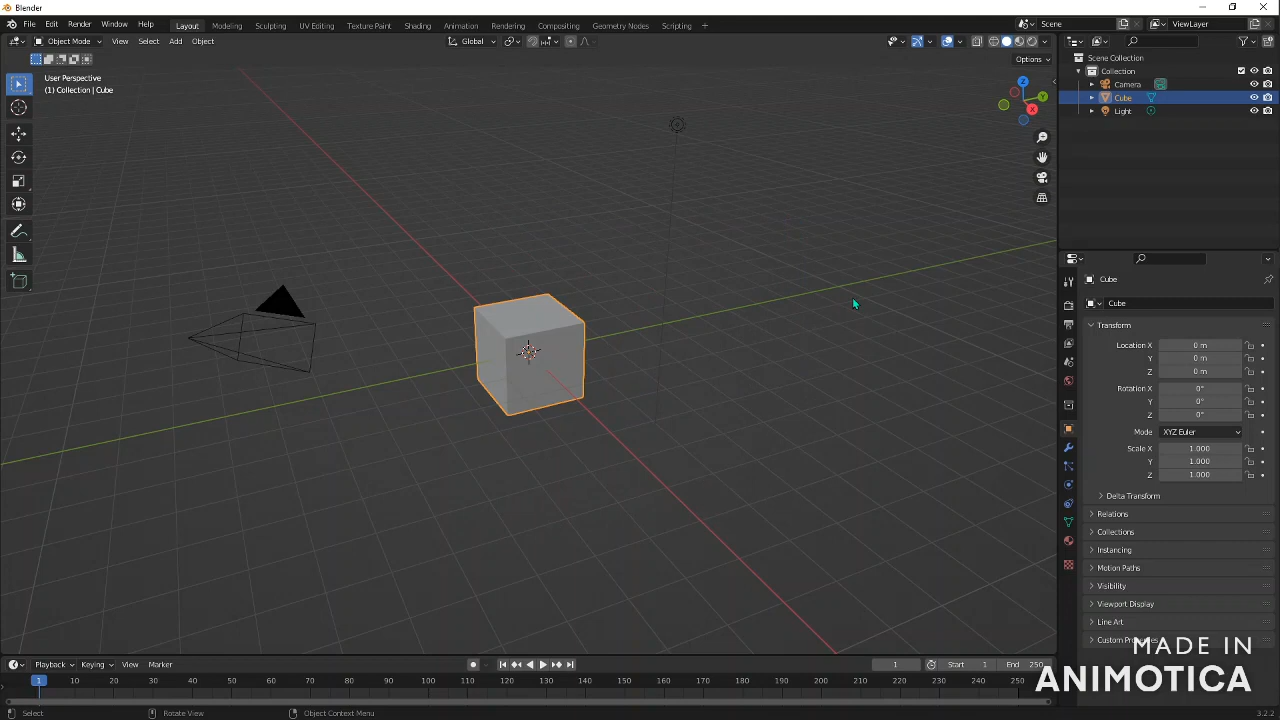 Blender
File Edit Render Window Help
Layout Modeling Sculpting UV Editing Texture Paint Shading Animation Rendering Compositing Geometry Nodes Scripting +
Scene
ViewLayer
Object Mode View Select Add Object
Global
Options
User Perspective
(1) Collection | Cube
Z
Y
X
Scene Collection
Collection
Camera
Cube
Light
Cube
Cube
Transform
Location X 0 m
Y 0 m
Z 0 m
Rotation X 0°
Y 0°
Z 0°
Mode XYZ Euler
Scale X 1.000
Y 1.000
Z 1.000
Delta Transform
Relations
Collections
Instancing
Motion Paths
Visibility
Viewport Display
Line Art
Custom Properties
MADE IN
ANIMOTICA
Playback Keying View Marker
1 Start 1 End 250
1 10 20 30 40 50 60 70 80 90 100 110 120 130 140 150 160 170 180 190 200 210 220 230 240 250
Select Rotate View Object Context Menu
3.2.2